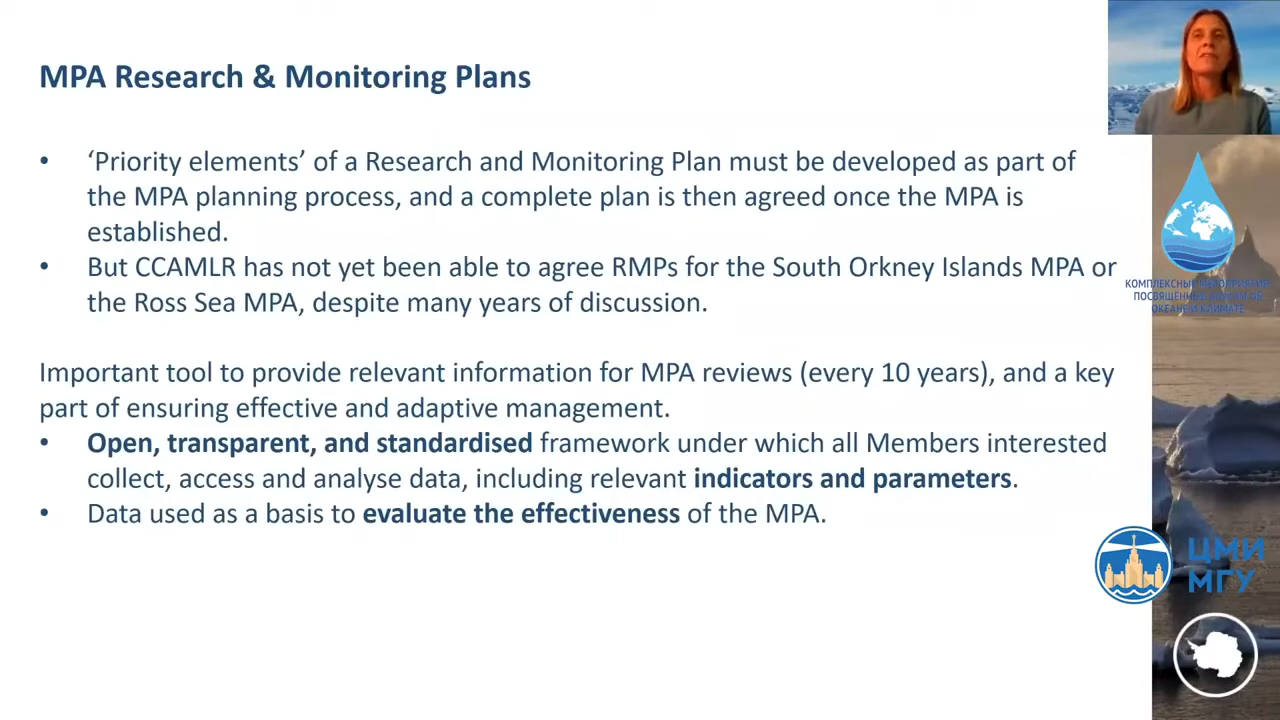 MPA Research & Monitoring Plans
• ‘Priority elements’ of a Research and Monitoring Plan must be developed as part of
the MPA planning process, and a complete plan is then agreed once the MPA is
established.
• But CCAMLR has not yet been able to agree RMPs for the South Orkney Islands MPA or
the Ross Sea MPA, despite many years of discussion.
Important tool to provide relevant information for MPA reviews (every 10 years), and a key
part of ensuring effective and adaptive management.
• Open, transparent, and standardised framework under which all Members interested
collect, access and analyse data, including relevant indicators and parameters.
• Data used as a basis to evaluate the effectiveness of the MPA.
КОМПЛЕКСНЫЕ МЕРОПРИЯТИЕ
ОКЕАНЕ И КЛИМАТЕ
ЦМИ
МГУ